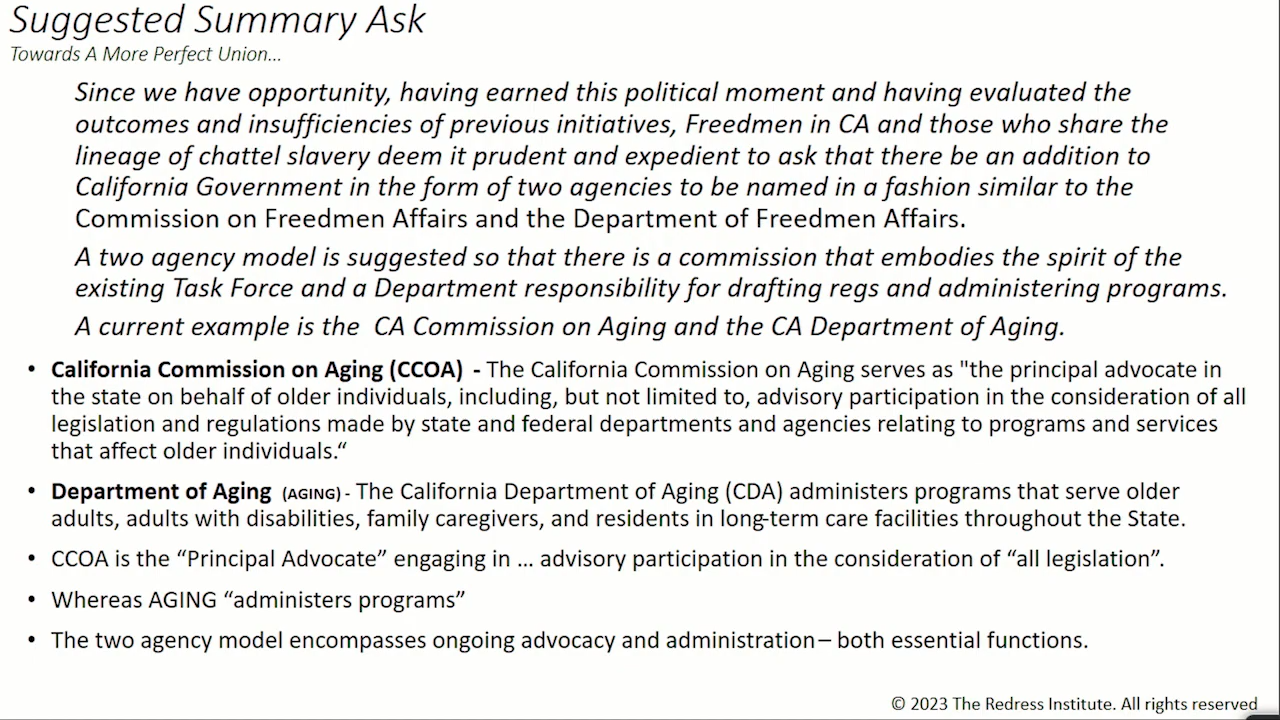 Suggested Summary Ask
Towards A More Perfect Union...
Since we have opportunity, having earned this political moment and having evaluated the
outcomes and insufficiencies of previous initiatives, Freedmen in CA and those who share the
lineage of chattel slavery deem it prudent and expedient to ask that there be an addition to
California Government in the form of two agencies to be named in a fashion similar to the
Commission on Freedmen Affairs and the Department of Freedmen Affairs.
A two agency model is suggested so that there is a commission that embodies the spirit of the
existing Task Force and a Department responsibility for drafting regs and administering programs.
A current example is the CA Commission on Aging and the CA Department of Aging.
• California Commission on Aging (CCOA) - The California Commission on Aging serves as "the principal advocate in
the state on behalf of older individuals, including, but not limited to, advisory participation in the consideration of all
legislation and regulations made by state and federal departments and agencies relating to programs and services
that affect older individuals.“
• Department of Aging (AGING) - The California Department of Aging (CDA) administers programs that serve older
adults, adults with disabilities, family caregivers, and residents in long-term care facilities throughout the State.
• CCOA is the “Principal Advocate” engaging in ... advisory participation in the consideration of “all legislation”.
• Whereas AGING “administers programs”
• The two agency model encompasses ongoing advocacy and administration – both essential functions.
© 2023 The Redress Institute. All rights reserved